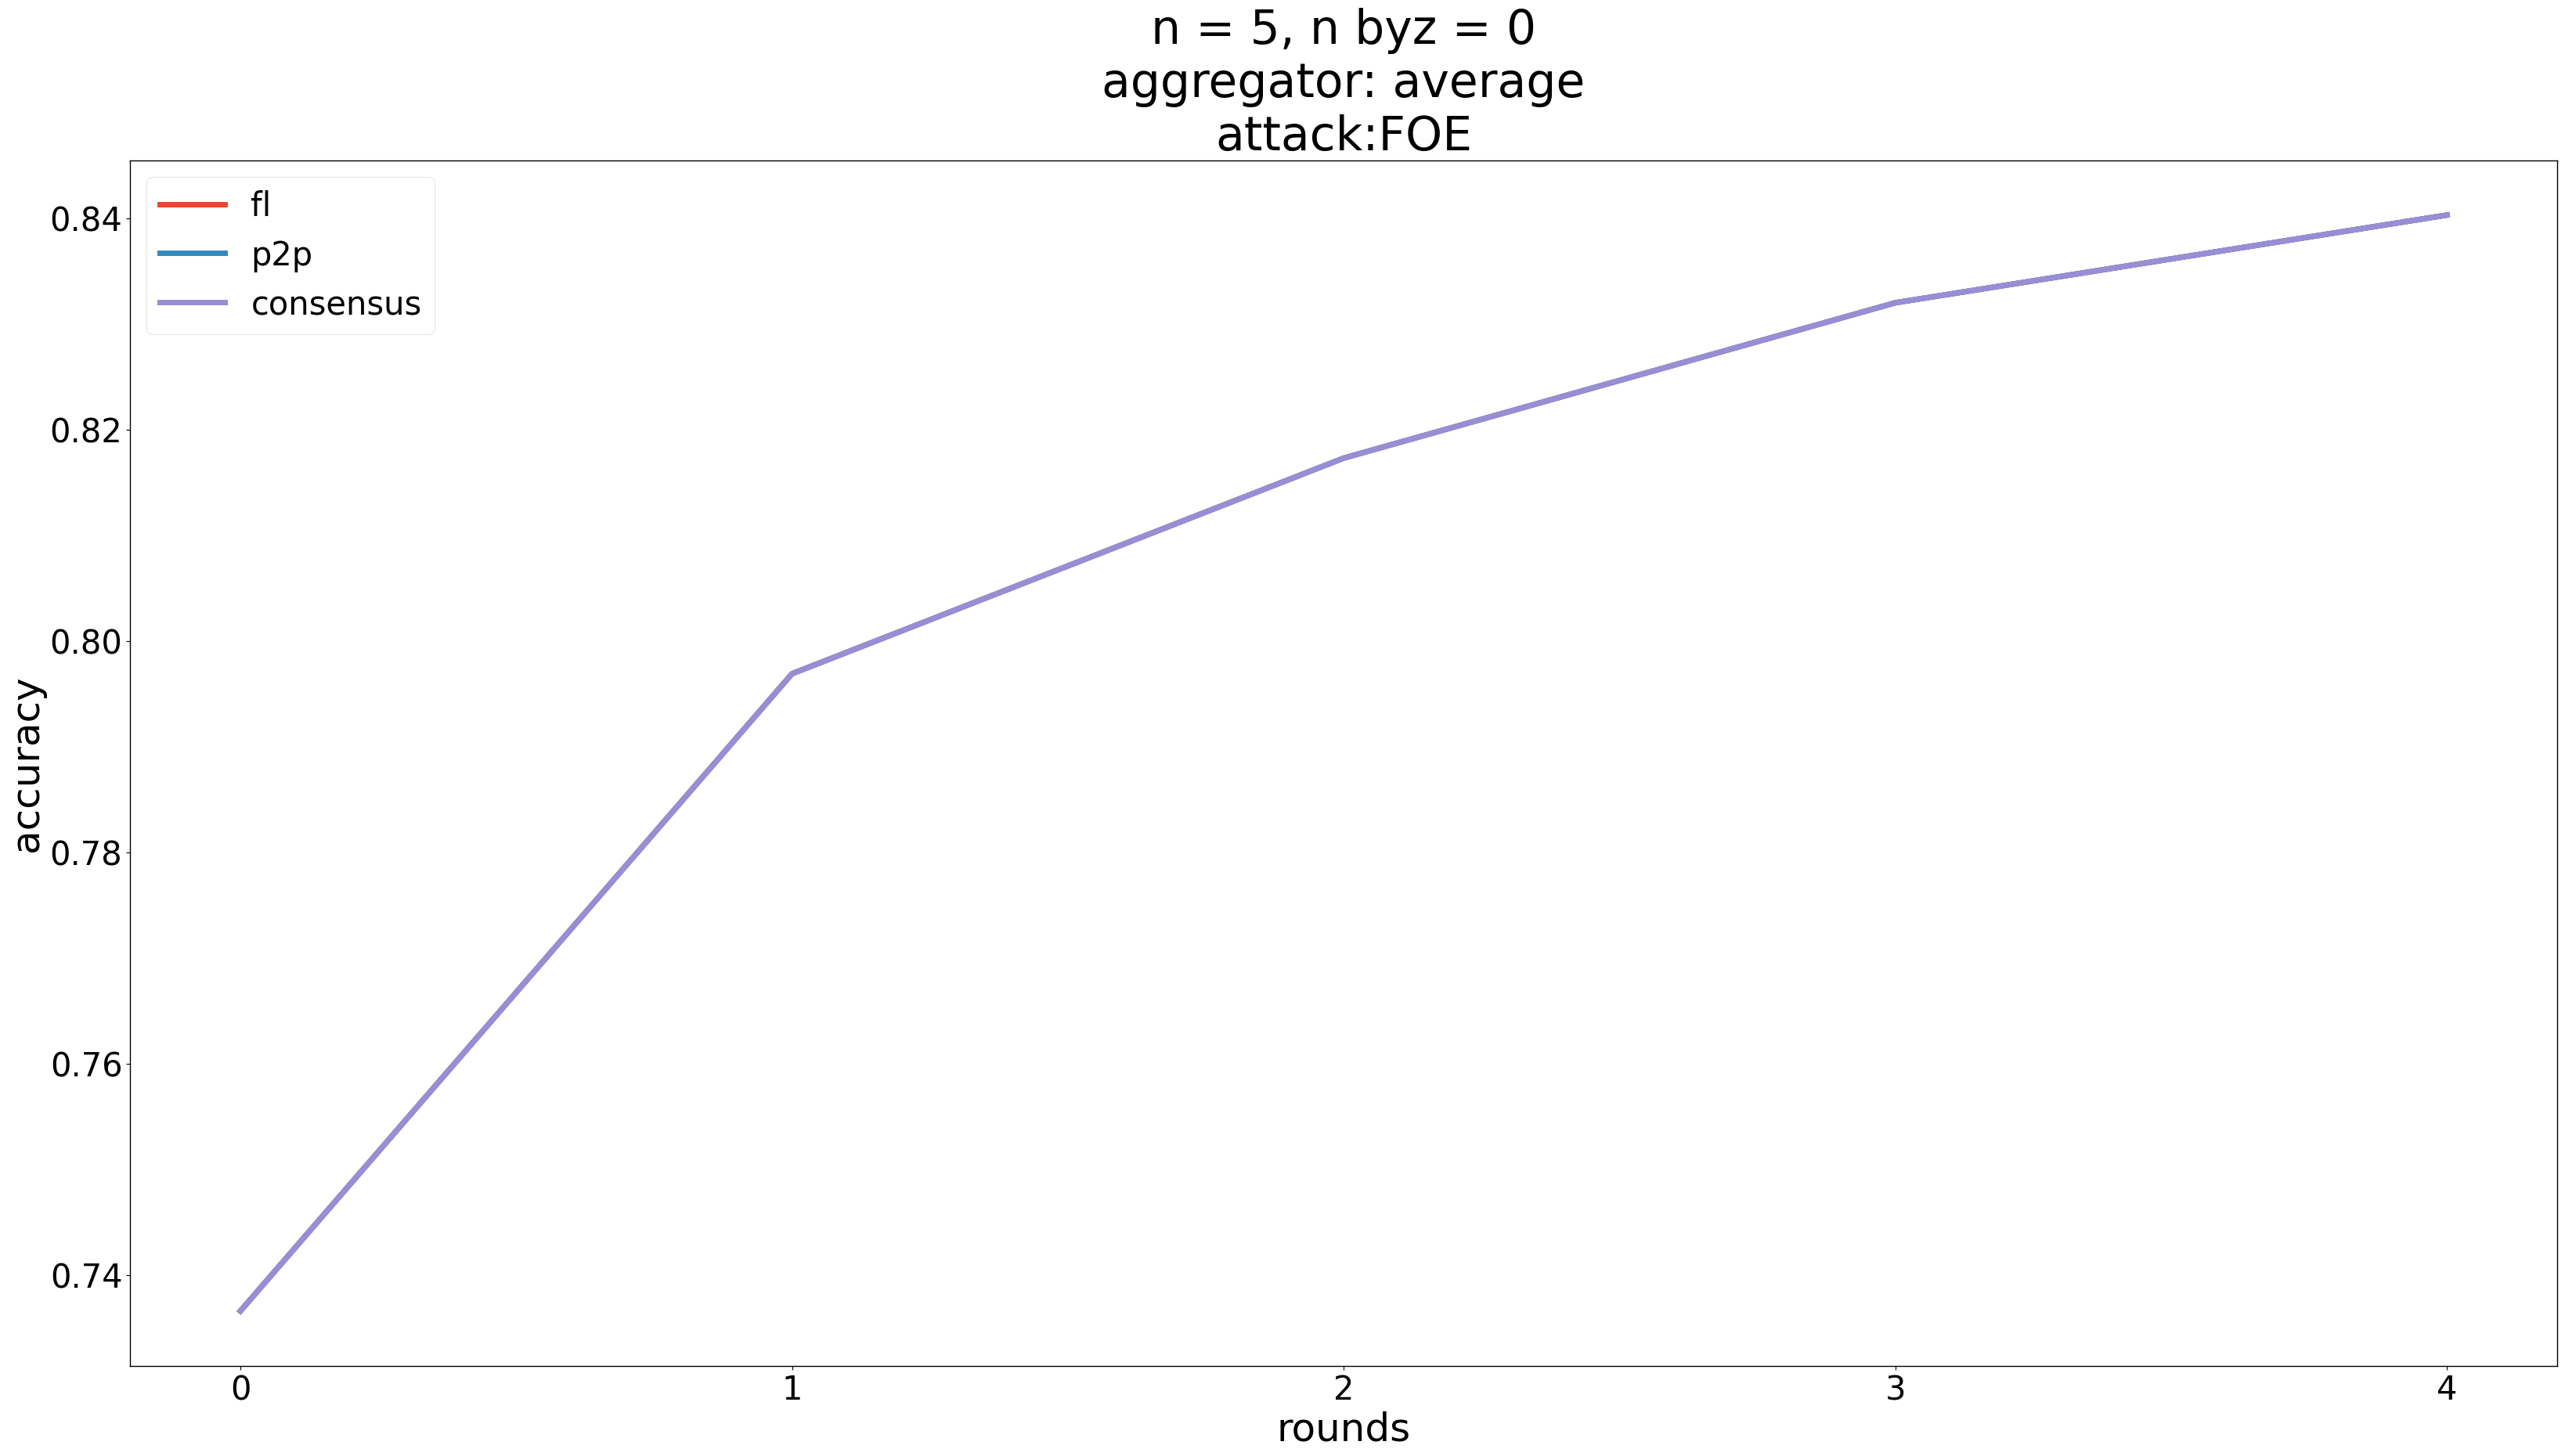 n = 5, n byz = 0
aggregator: average
attack:FOE
fl
p2p
consensus
0.84
0.82
0.80
0.78
0.76
0.74
accuracy
0 1 2 3 4
rounds